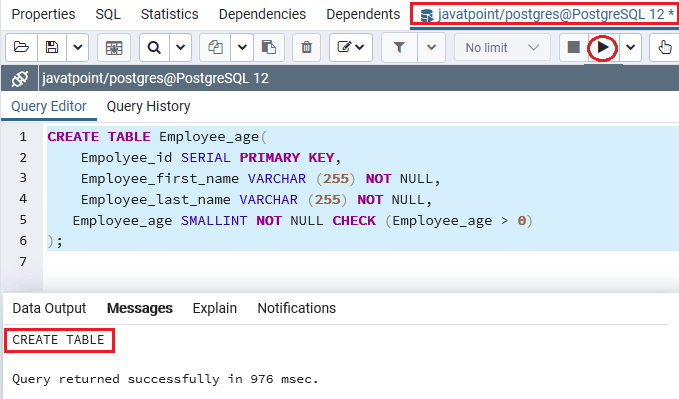 Properties SQL Statistics Dependencies Dependents javatpoint/postgres@PostgreSQL 12 *
No limit
javatpoint/postgres@PostgreSQL 12
Query Editor Query History
1 CREATE TABLE Employee_age(
2 Empolyee_id SERIAL PRIMARY KEY,
3 Employee_first_name VARCHAR (255) NOT NULL,
4 Employee_last_name VARCHAR (255) NOT NULL,
5 Employee_age SMALLINT NOT NULL CHECK (Employee_age > 0)
6 );
7
Data Output Messages Explain Notifications
CREATE TABLE
Query returned successfully in 976 msec.